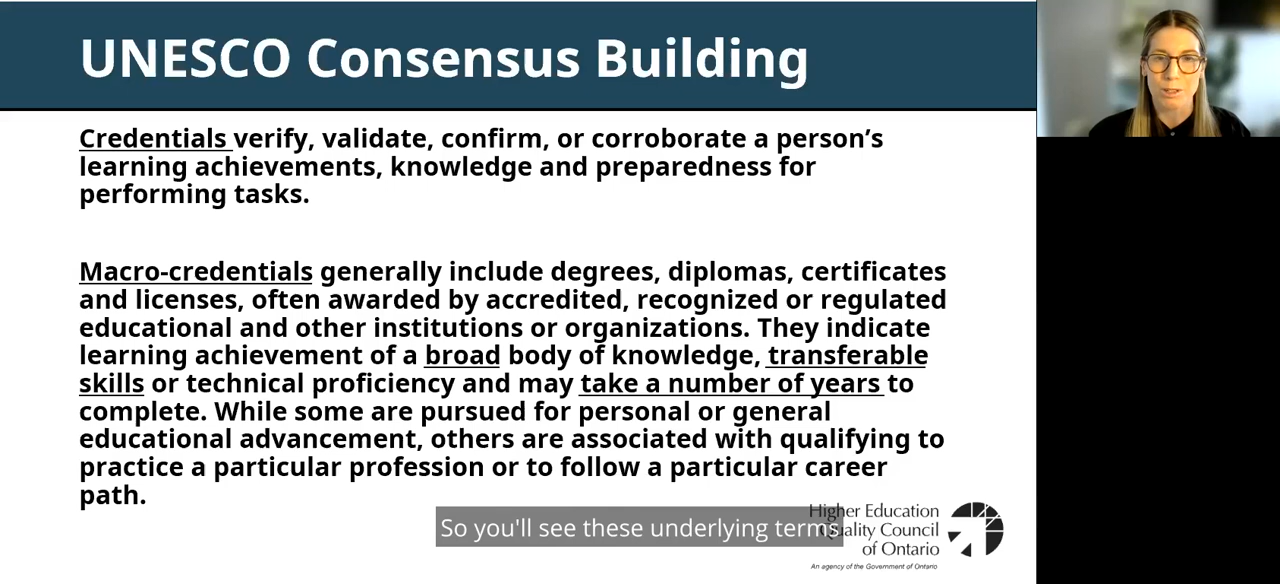 UNESCO Consensus Building
Credentials verify, validate, confirm, or corroborate a person’s
learning achievements, knowledge and preparedness for
performing tasks.
Macro-credentials generally include degrees, diplomas, certificates
and licenses, often awarded by accredited, recognized or regulated
educational and other institutions or organizations. They indicate
learning achievement of a broad body of knowledge, transferable
skills or technical proficiency and may take a number of years to
complete. While some are pursued for personal or general
educational advancement, others are associated with qualifying to
practice a particular profession or to follow a particular career
path.
So you'll see these underlying terms
Higher Education
Quality Council
of Ontario
An agency of the Government of Ontario